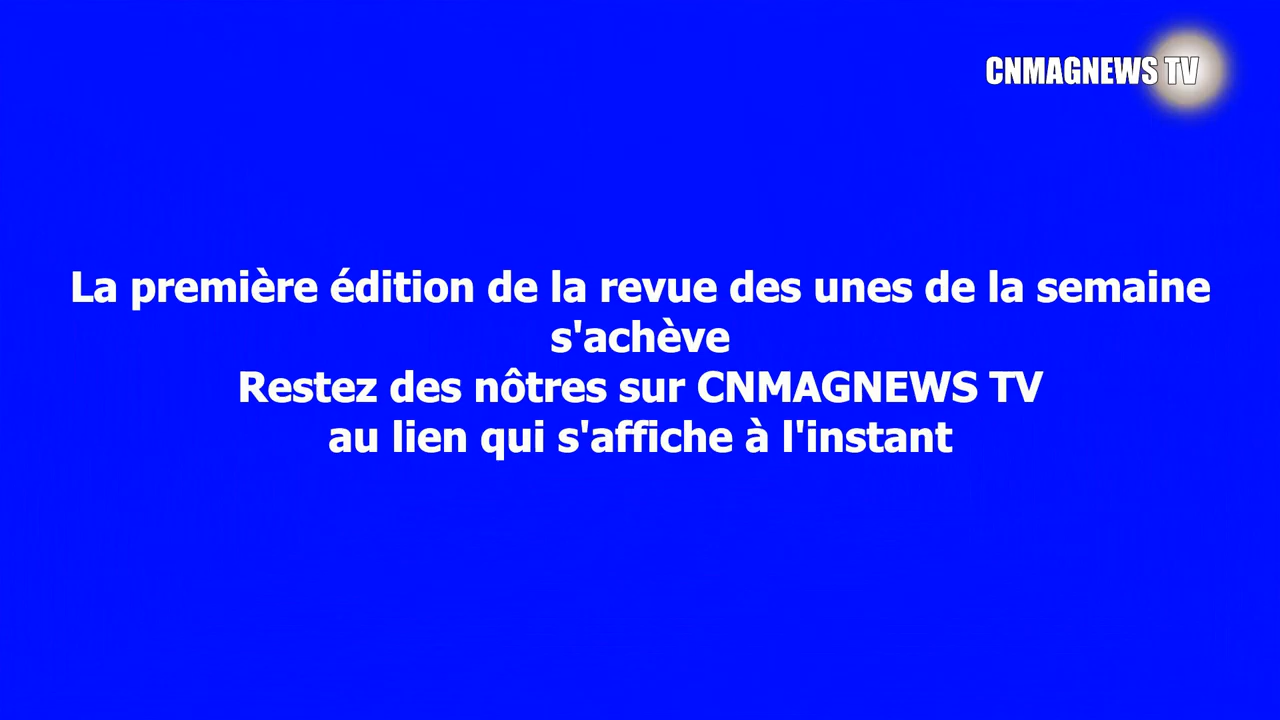 CNMAGNEWS TV
La première édition de la revue des unes de la semaine
s'achève
Restez des nôtres sur CNMAGNEWS TV
au lien qui s'affiche à l'instant